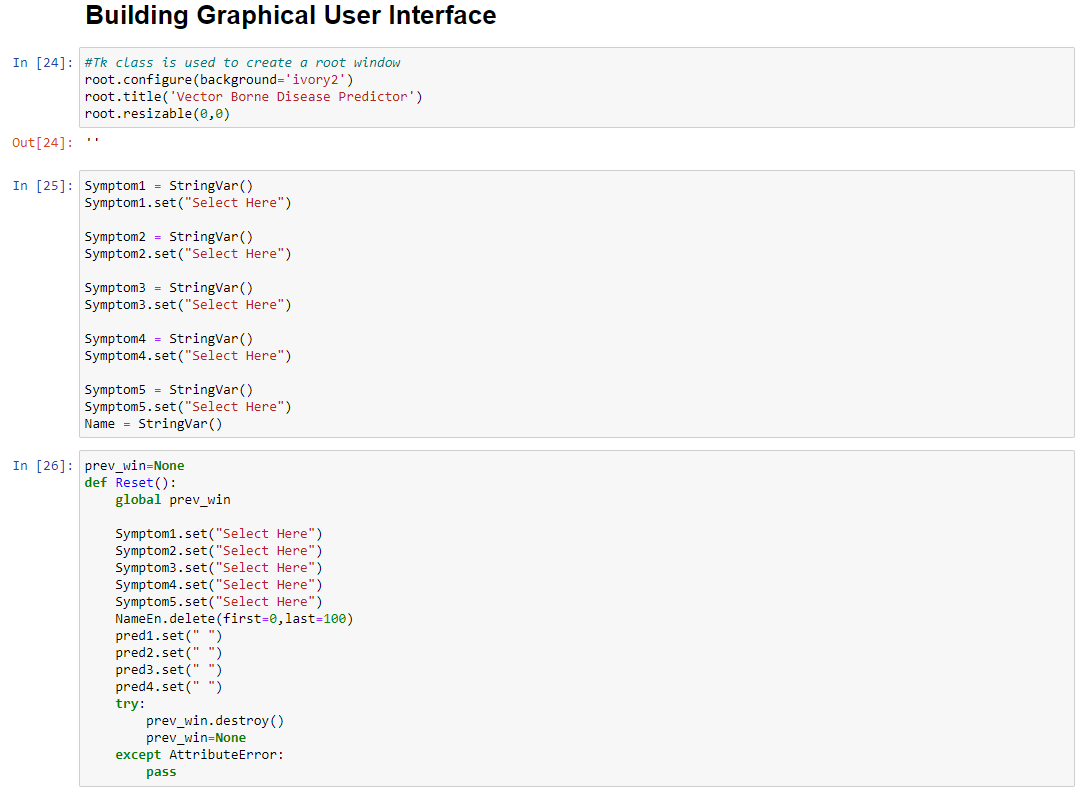 Building Graphical User Interface
In [24]: #Tk class is used to create a root window
root.configure(background='ivory2')
root.title('Vector Borne Disease Predictor')
root.resizable(0,0)
Out[24]: ''
In [25]: Symptom1 = StringVar()
Symptom1.set("Select Here")
Symptom2 = StringVar()
Symptom2.set("Select Here")
Symptom3 = StringVar()
Symptom3.set("Select Here")
Symptom4 = StringVar()
Symptom4.set("Select Here")
Symptom5 = StringVar()
Symptom5.set("Select Here")
Name = StringVar()
In [26]: prev_win=None
def Reset():
    global prev_win
    Symptom1.set("Select Here")
    Symptom2.set("Select Here")
    Symptom3.set("Select Here")
    Symptom4.set("Select Here")
    Symptom5.set("Select Here")
    NameEn.delete(first=0,last=100)
    pred1.set(" ")
    pred2.set(" ")
    pred3.set(" ")
    pred4.set(" ")
    try:
        prev_win.destroy()
        prev_win=None
    except AttributeError:
        pass